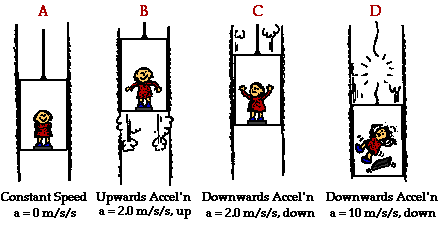 A
B
C
D
Constant Speed
a = 0 m/s/s
Upwards Accel'n
a = 2.0 m/s/s, up
Downwards Accel'n
a = 2.0 m/s/s, down
Downwards Accel'n
a = 10 m/s/s, down